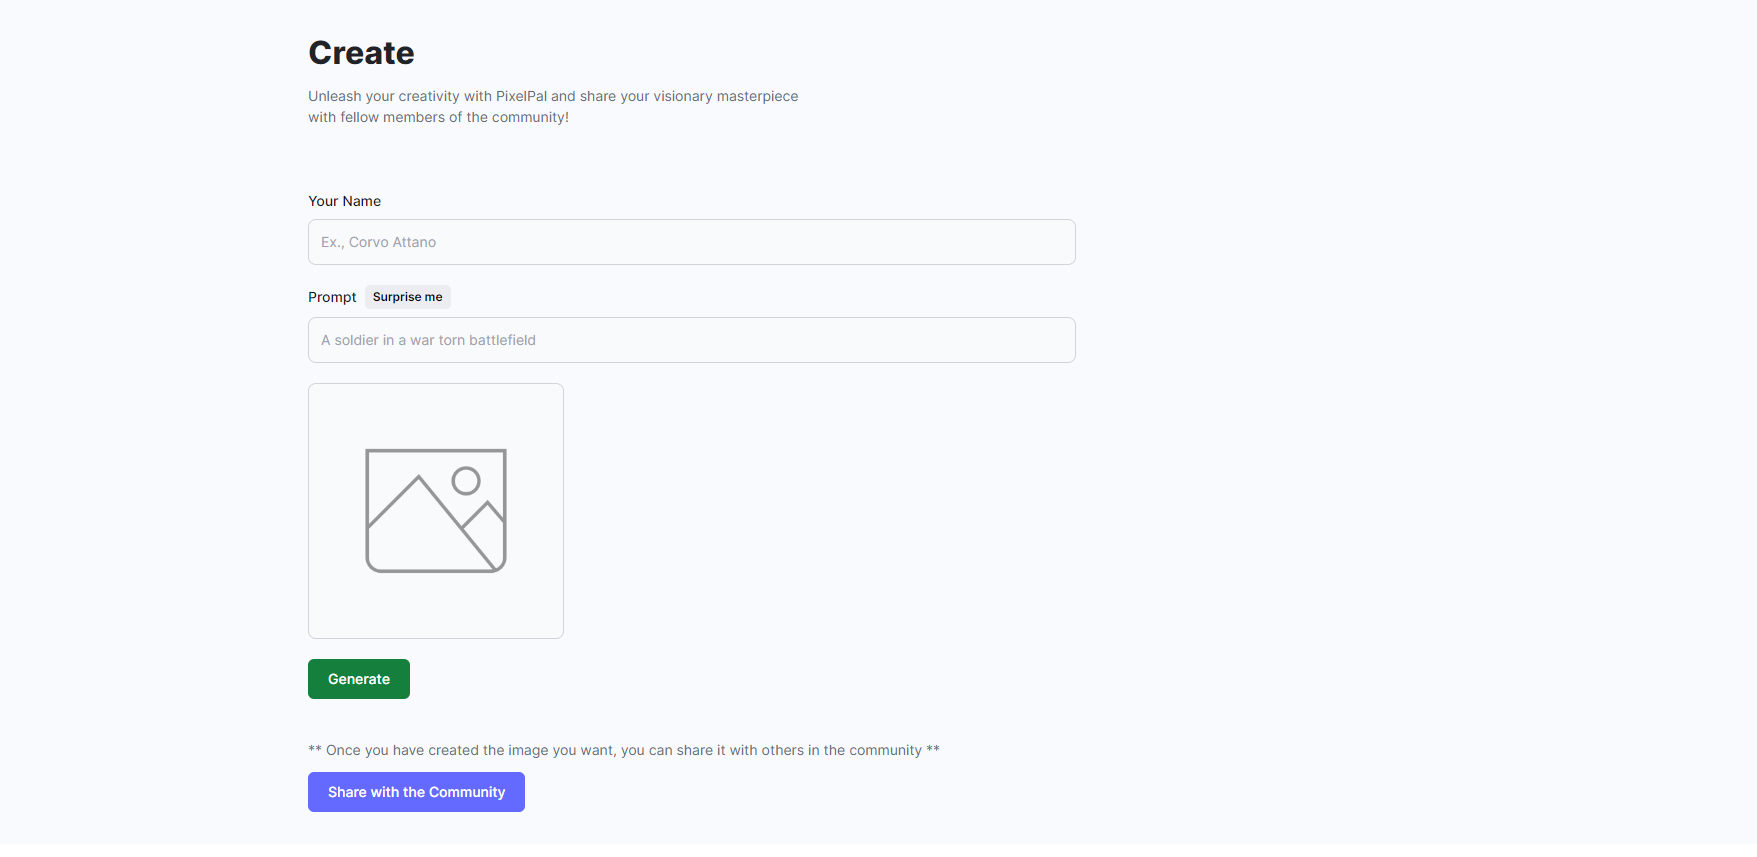 Create
Unleash your creativity with PixelPal and share your visionary masterpiece
with fellow members of the community!
Your Name
Ex., Corvo Attano
Prompt Surprise me
A soldier in a war torn battlefield
Generate
** Once you have created the image you want, you can share it with others in the community **
Share with the Community